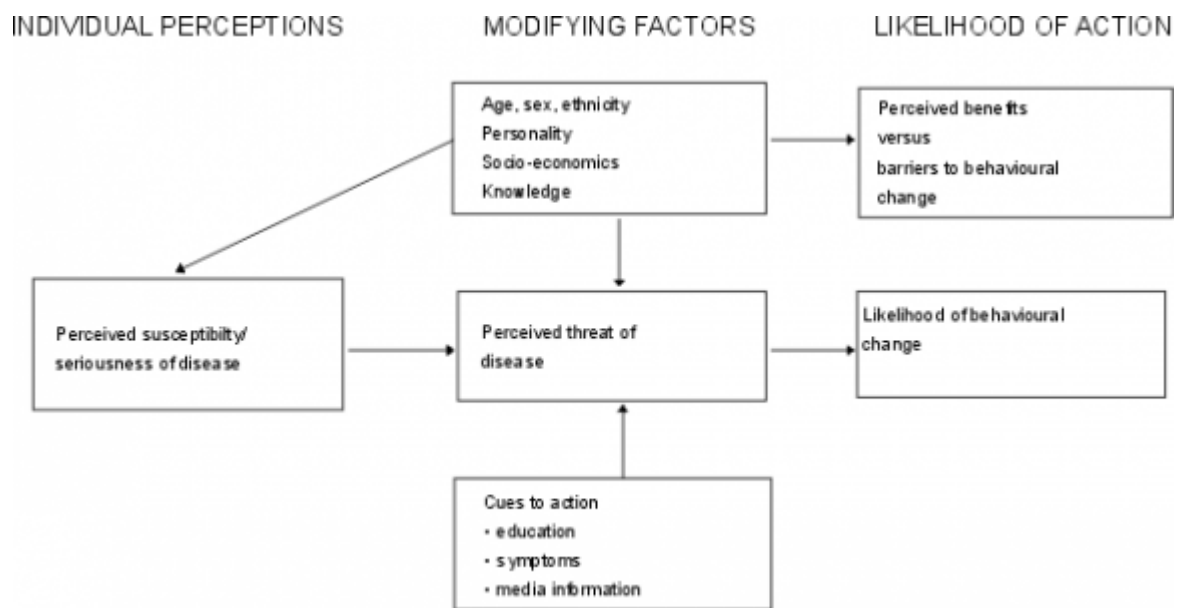 INDIVIDUAL PERCEPTIONS
MODIFYING FACTORS
LIKELIHOOD OF ACTION
Age, sex, ethnicity
Personality
Socio-economics
Knowledge
Perceived benefits
versus
barriers to behavioural
change
Perceived susceptibilty/
seriousness of disease
Perceived threat of
disease
Likelihood of behavioural
change
Cues to action
• education
• symptoms
• media information